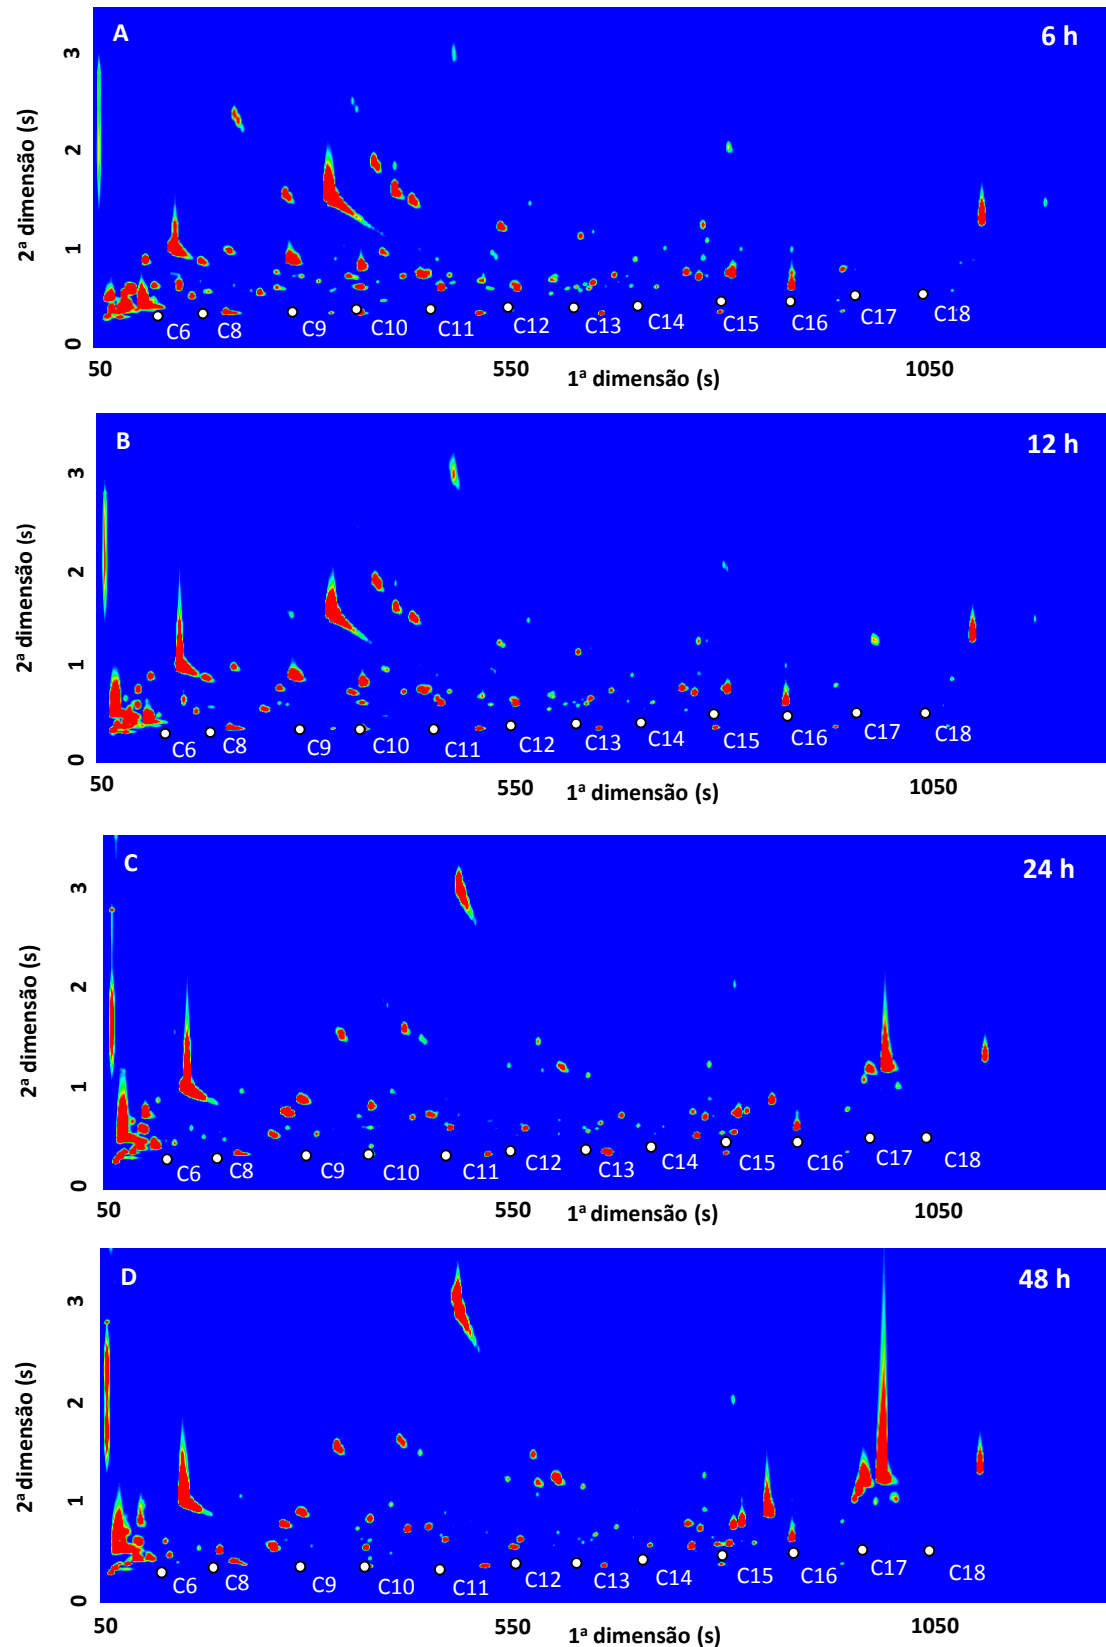 A
6 h
3
2
1
0
2ª dimensão (s)
C6
C8
C9
C10
C11
C12
C13
C14
C15
C16
C17
C18
50
550
1050
1ª dimensão (s)
B
12 h
3
2
1
0
2ª dimensão (s)
C6
C8
C9
C10
C11
C12
C13
C14
C15
C16
C17
C18
50
550
1050
1ª dimensão (s)
C
24 h
3
2
1
0
2ª dimensão (s)
C6
C8
C9
C10
C11
C12
C13
C14
C15
C16
C17
C18
50
550
1050
1ª dimensão (s)
D
48 h
3
2
1
0
2ª dimensão (s)
C6
C8
C9
C10
C11
C12
C13
C14
C15
C16
C17
C18
50
550
1050
1ª dimensão (s)